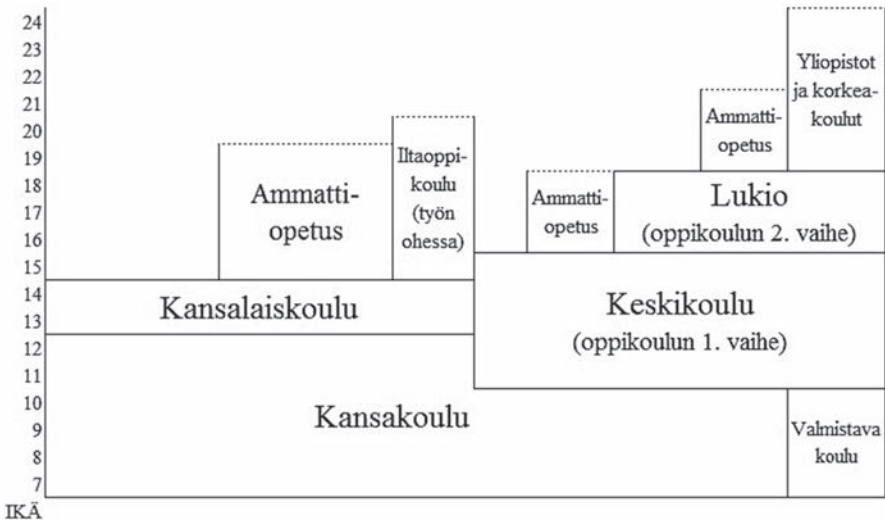 24
23
22
21
20
19
18
17
16
15
14
13
12
11
10
9
8
7
IKÄ
Ammatti-
opetus
Iltaoppi-
koulu
(työn
ohessa)
Ammatti-
opetus
Ammatti-
opetus
Yliopistot
ja korkea-
koulut
Lukio
(oppikoulun 2. vaihe)
Kansalaiskoulu
Keskikoulu
(oppikoulun 1. vaihe)
Kansakoulu
Valmistava
koulu